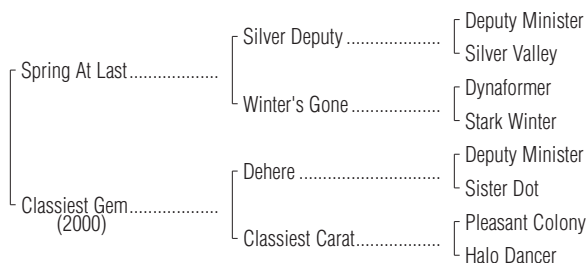 Deputy Minister
Silver Deputy ....................
Silver Valley
Spring At Last...................
Dynaformer
Winter's Gone ...................
Stark Winter
Deputy Minister
Dehere ..............................
Sister Dot
Classiest Gem...................
(2000)
Pleasant Colony
Classiest Carat...................
Halo Dancer